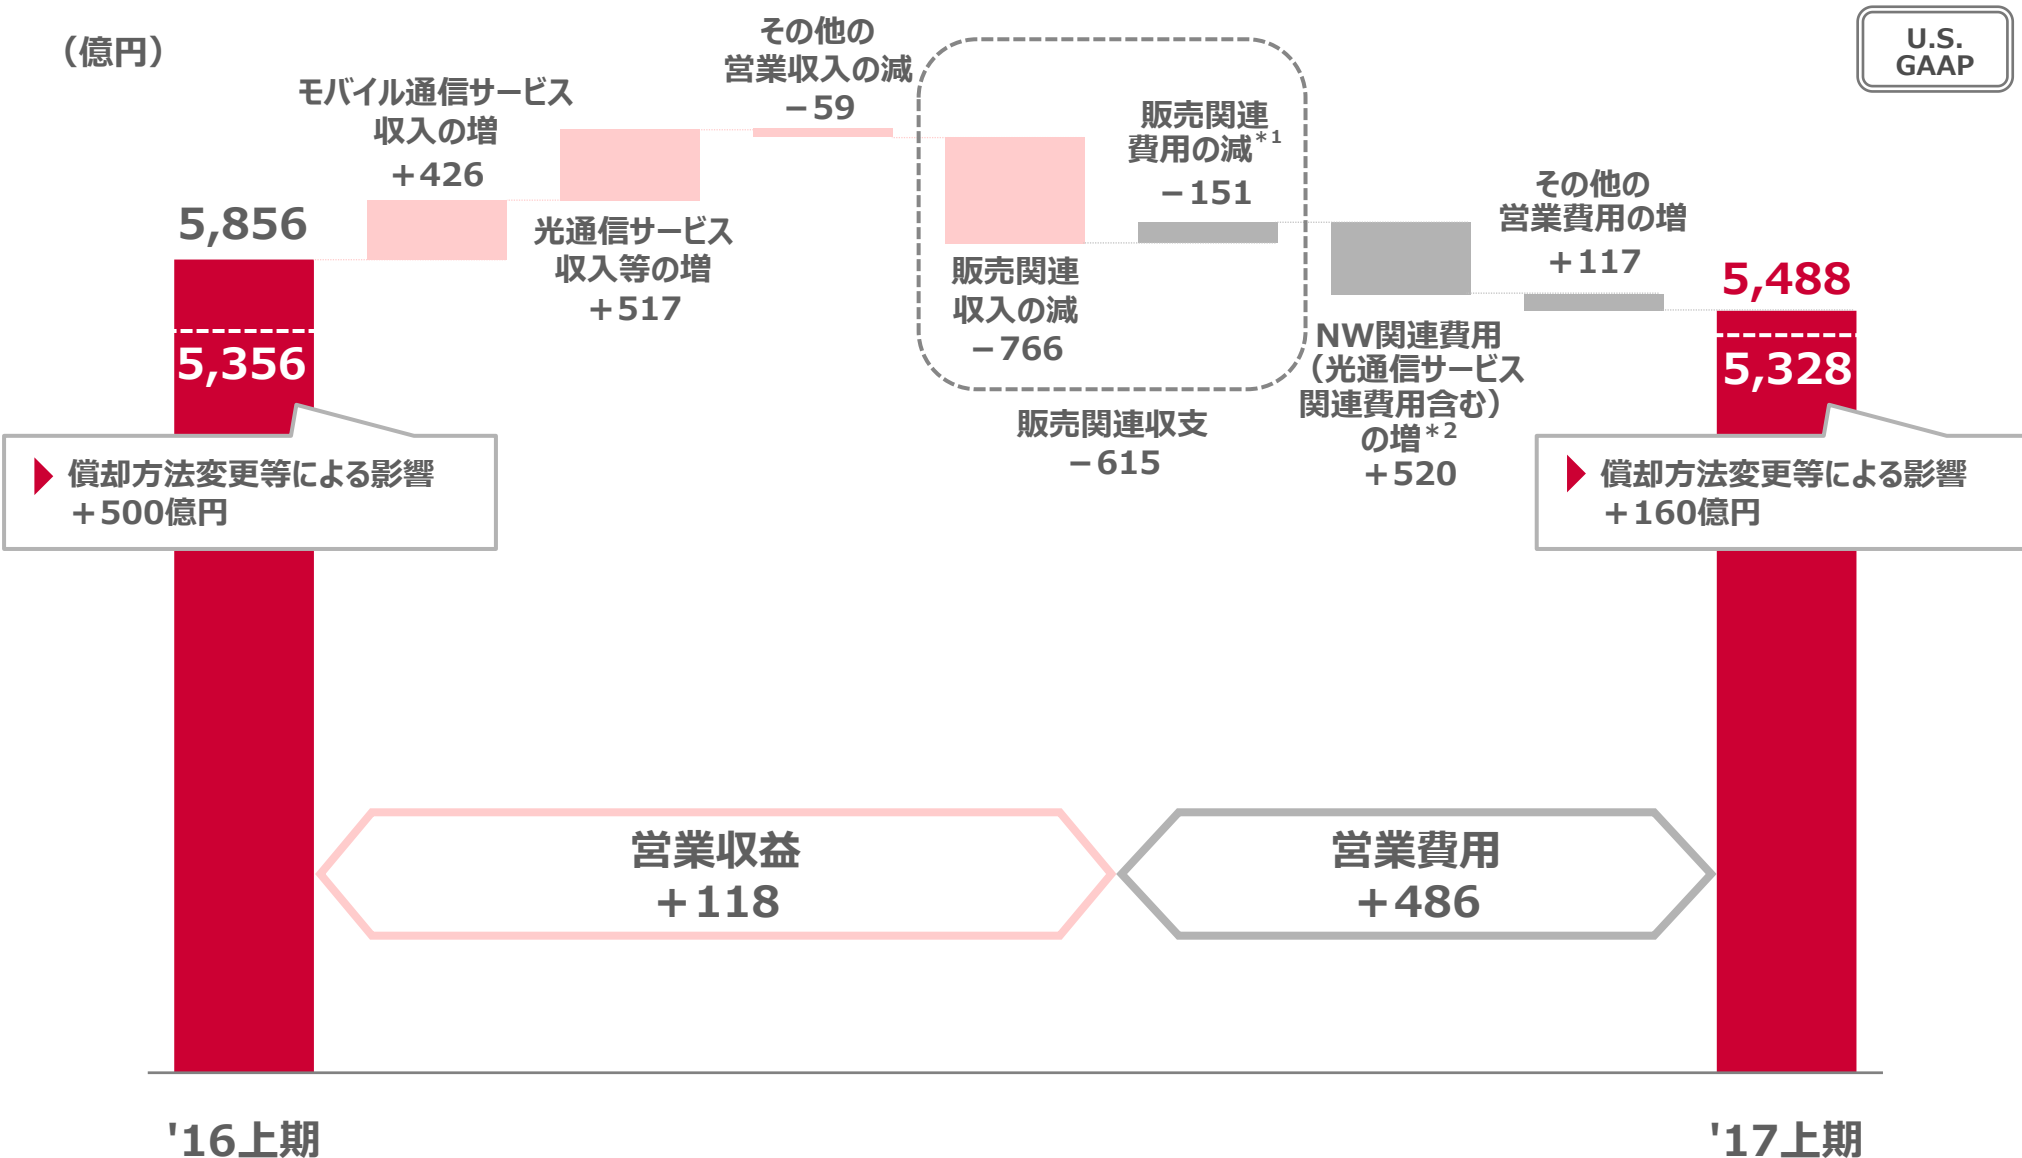 （億円）
U.S.
GAAP
5,856
5,356
モバイル通信サービス
収入の増
＋426
光通信サービス
収入等の増
＋517
その他の
営業収入の減
－59
販売関連
収入の減
－766
販売関連
費用の減*1
－151
販売関連収支
－615
NW関連費用
（光通信サービス
関連費用含む）
の増*2
＋520
その他の
営業費用の増
＋117
5,488
5,328
償却方法変更等による影響
＋500億円
償却方法変更等による影響
＋160億円
営業収益
＋118
営業費用
＋486
'16上期
'17上期